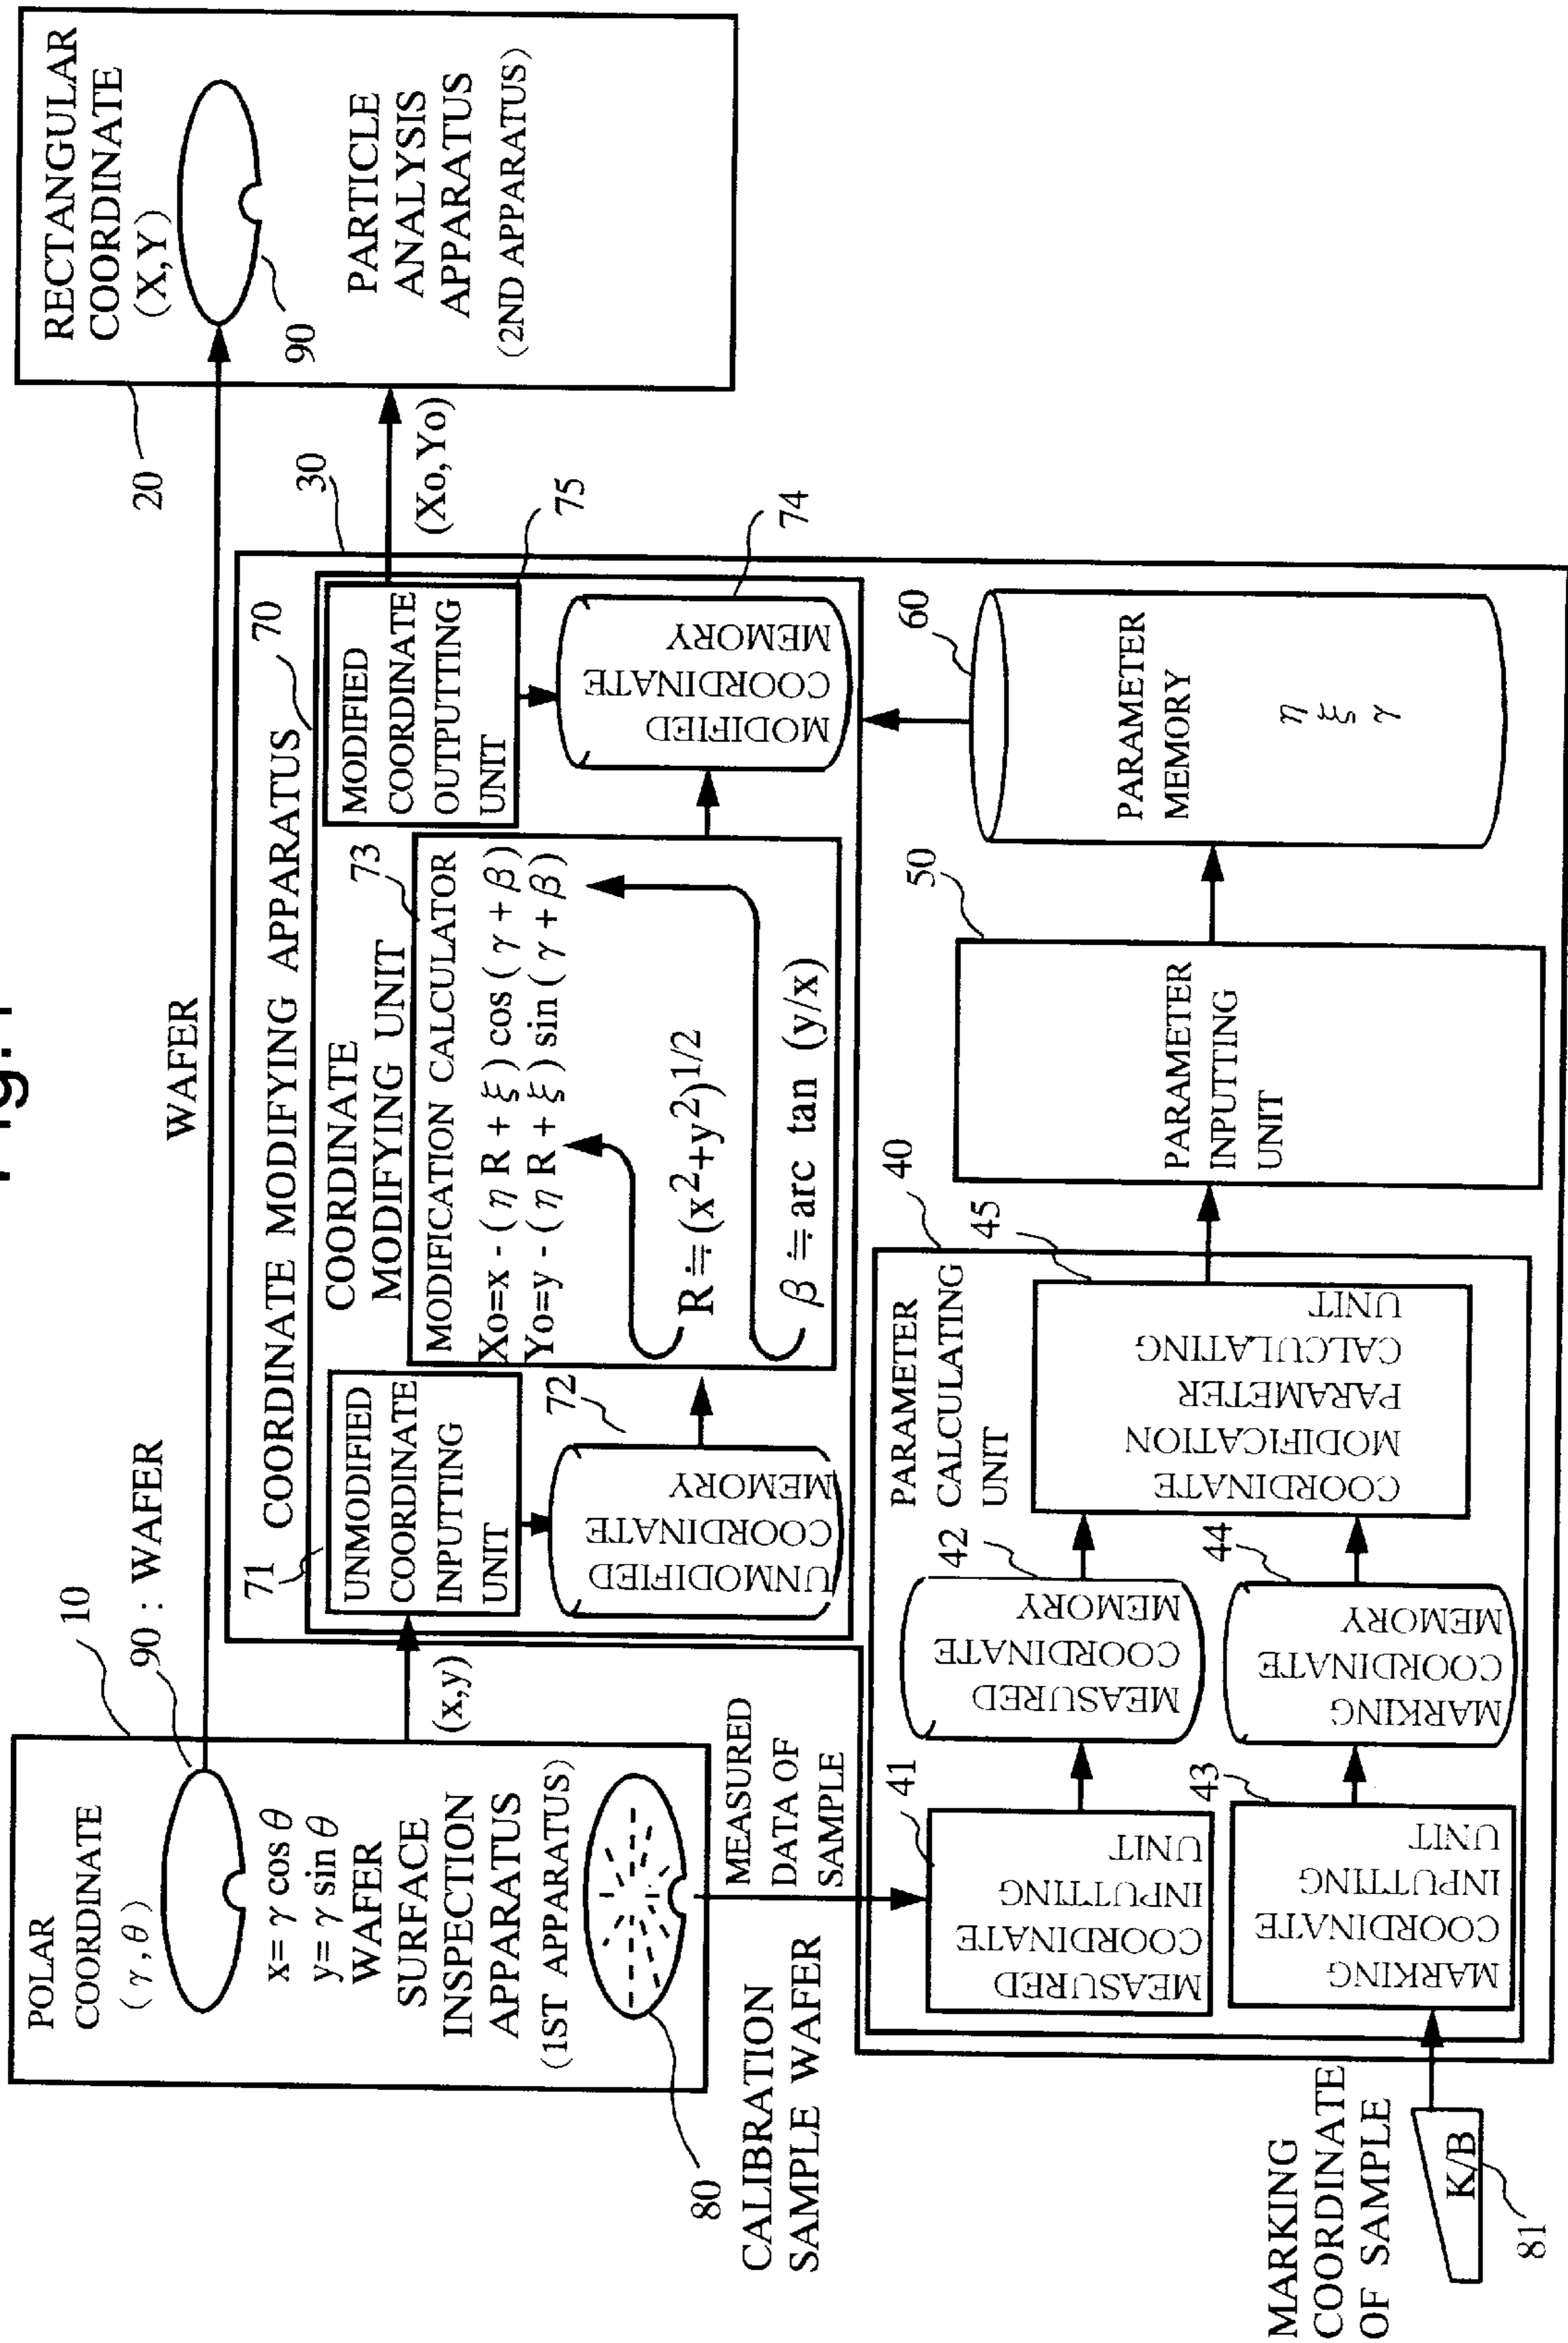 Fig. 1
POLAR
COORDINATE
(γ,θ)
x=γ cos θ
y=γ sin θ
WAFER
SURFACE
INSPECTION
APPARATUS
(1ST APPARATUS)
10
90 : WAFER
80
CALIBRATION
SAMPLE WAFER
WAFER
RECTANGULAR
COORDINATE
(X,Y)
90
PARTICLE
ANALYSIS
APPARATUS
(2ND APPARATUS)
20
30
(Xo,Yo)
COORDINATE MODIFYING APPARATUS
70
COORDINATE
MODIFYING UNIT
(x,y)
71
UNMODIFIED
COORDINATE
INPUTING
UNIT
72
UNMODIFIED
COORDINATE
MEMORY
73
MODIFICATION CALCULATOR
Xo=x - (η R + ξ) cos (γ + β)
Yo=y - (η R + ξ) sin (γ + β)
R≒(x²+y²)1/2
β ≒ arc tan (y/x)
MODIFIED
COORDINATE
OUTPUTING
UNIT
75
MODIFIED
COORDINATE
MEMORY
74
MEASURED
DATA OF
SAMPLE
PARAMETER
CALCULATING
UNIT
40
41
MEASURED
COORDINATE
INPUTTING
UNIT
42
MEASURED
COORDINATE
MEMORY
43
MARKING
COORDINATE
INPUTTING
UNIT
44
MARKING
COORDINATE
MEMORY
45
COORDINATE
MODIFICATION
PARAMETER
CALCULATING
UNIT
50
PARAMETER
INPUTING
UNIT
60
PARAMETER
MEMORY
η
ξ
γ
MARKING
COORDINATE
OF SAMPLE
K/B
81